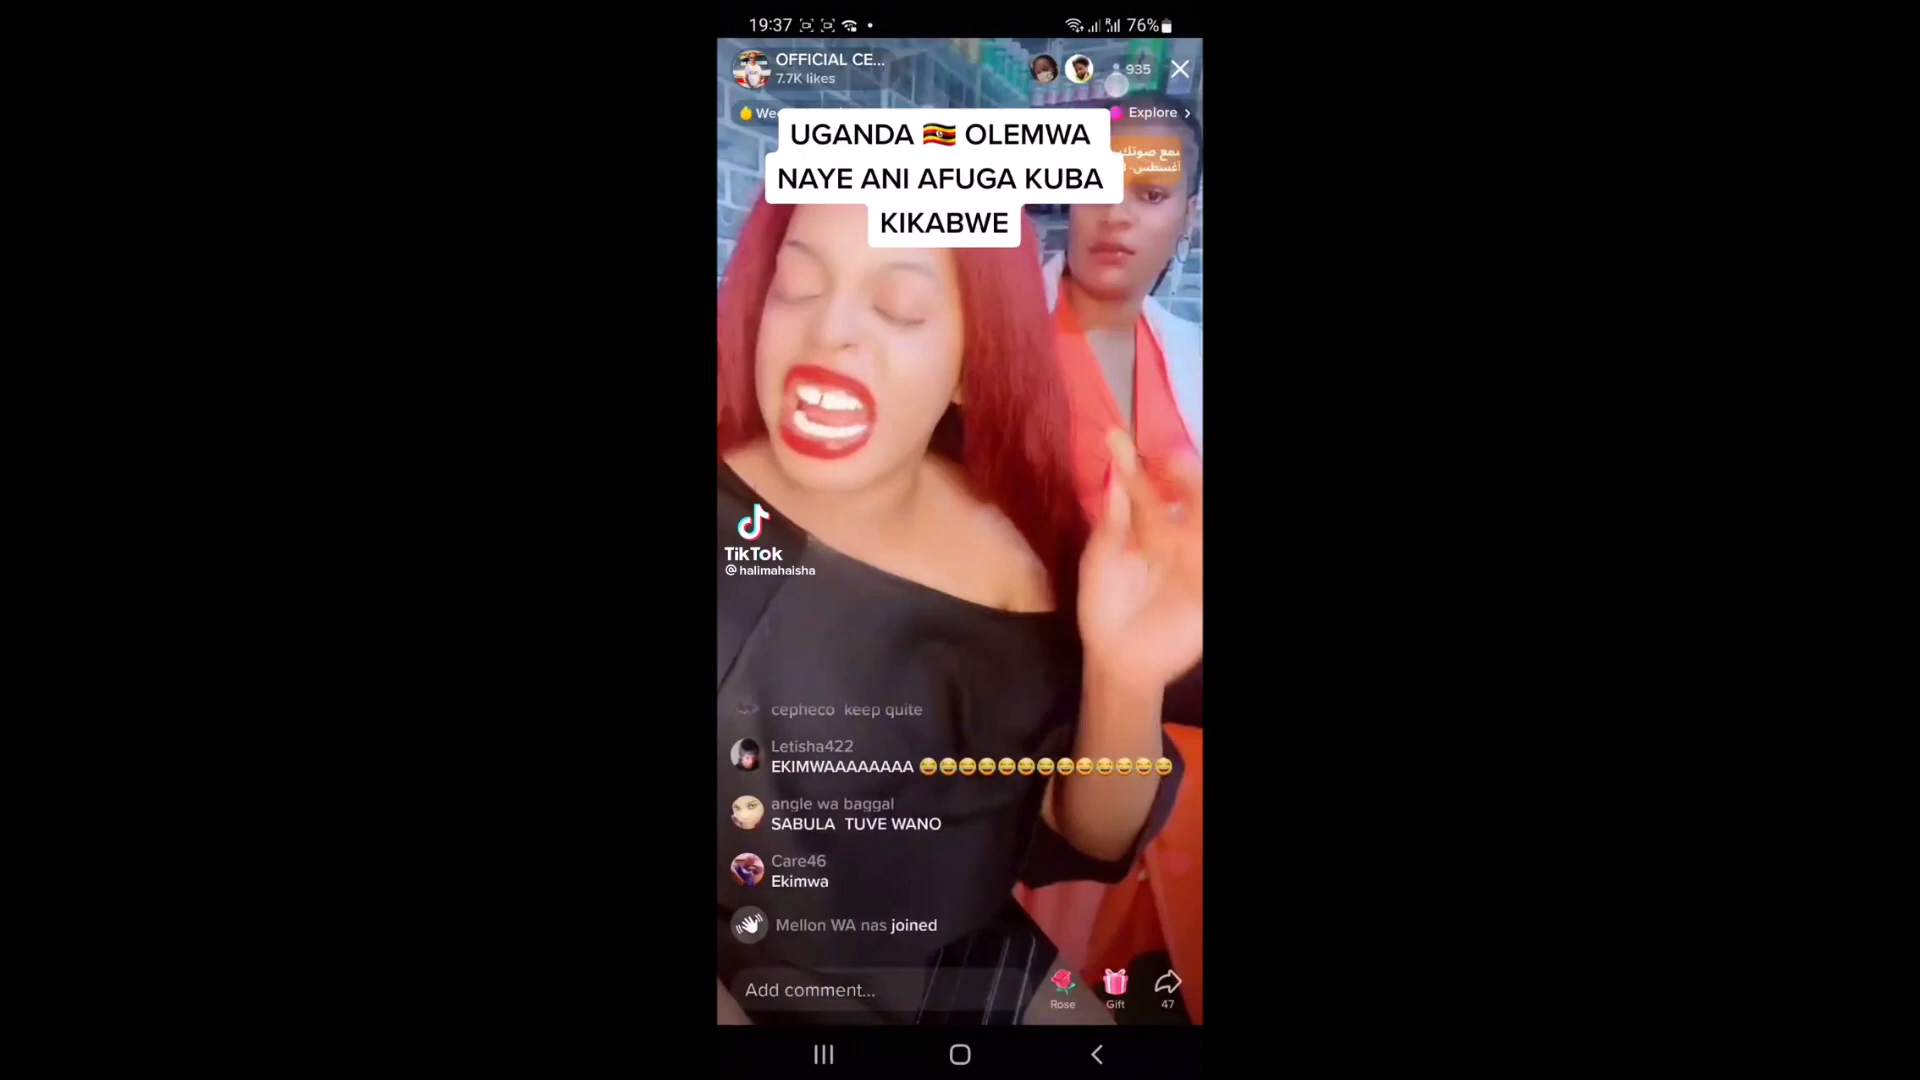 19:37
76%
OFFICIAL CE...
7.7K likes
935
Explore >
UGANDA 🇺🇬 OLEMWA
NAYE ANI AFUGA KUBA
KIKABWE
صوتك
أغسطس-
TikTok
@halimahaisha
cepheco keep quite
Letisha422
EKIMWAAAAAAAA 😂😂😂😂😂😂😂😂😂😂😂😂😂
angle wa baggal
SABULA TUVE WANO
Care46
Ekimwa
Mellon WA nas joined
Add comment...
Rose
Gift
47